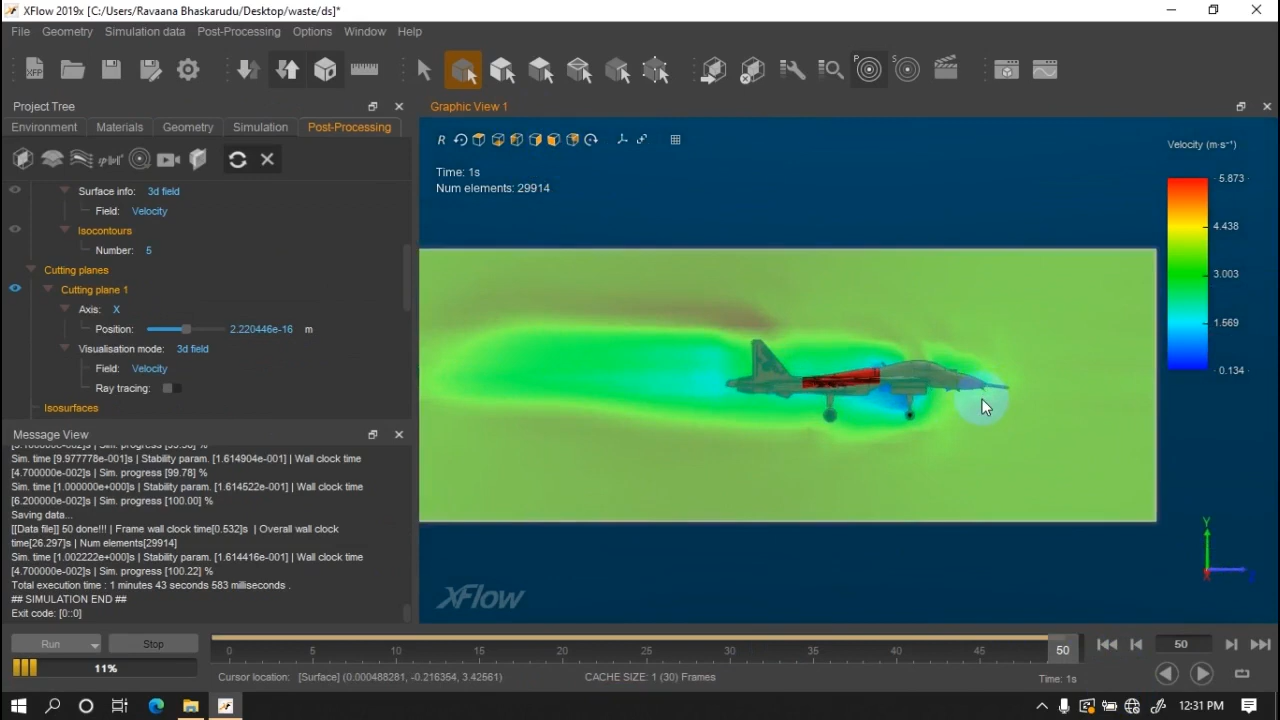 XFlow 2019x [C:/Users/Ravaana Bhaskarudu/Desktop/waste/ds]*
File Geometry Simulation data Post-Processing Options Window Help
Project Tree
Environment Materials Geometry Simulation Post-Processing
Surface info: 3d field
Field: Velocity
Isocontours
Number: 5
Cutting planes
Cutting plane 1
Axis: X
Position: 2.220446e-16 m
Visualisation mode: 3d field
Field: Velocity
Ray tracing:
Isosurfaces
Message View
Sim. time [9.977778e-001]s | Stability param. [1.614904e-001] | Wall clock time
[4.700000e-002]s | Sim. progress [99.78] %
Sim. time [1.000000e+000]s | Stability param. [1.614522e-001] | Wall clock time
[6.200000e-002]s | Sim. progress [100.00] %
Saving data...
[[Data file]] 50 done!!! | Frame wall clock time[0.532]s | Overall wall clock
time[26.297]s | Num elements[29914]
Sim. time [1.002222e+000]s | Stability param. [1.614416e-001] | Wall clock time
[4.700000e-002]s | Sim. progress [100.22] %
Total execution time : 1 minutes 43 seconds 583 milliseconds .
## SIMULATION END ##
Exit code: [0::0]
Graphic View 1
R
Time: 1s
Num elements: 29914
Velocity (m·s⁻¹)
5.873
4.438
3.003
1.569
0.134
Y
X
XFlow
Run Stop
11%
0 5 10 15 20 25 30 35 40 45 50
50
Cursor location: [Surface] (0.000488281, -0.216354, 3.42561) CACHE SIZE: 1 (30) Frames Time: 1s
12:31 PM